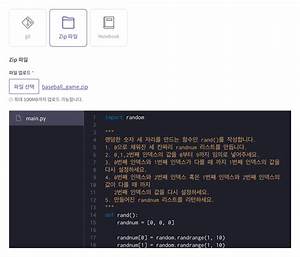 git
Zip 파일
Notebook
Zip 파일
파일 업로드 *
파일 선택 baseball_game.zip
최대 100MB까지 업로드 가능합니다.
main.py
import random
"""
랜덤한 숫자 세 자리를 만드는 함수인 rand()를 작성합니다.
1. 0으로 채워진 세 칸짜리 randnum 리스트를 만듭니다.
2. 0,1,2번째 인덱스의 값을 0부터 9까지 임의로 넣어주세요.
3. 0번째 인덱스와 1번째 인덱스가 다를 때 까지 1번째 인덱스의 값을
다시 설정하세요.
4. 0번째 인덱스와 2번째 인덱스 혹은 1번째 인덱스와 2번째 인덱스의
값이 다를 때 까지
2번째 인덱스의 값을 다시 설정하세요.
5. 만들어진 randnum 리스트를 리턴하세요.
"""
def rand():
randnum = [0, 0, 0]
randnum[0] = random.randrange(1, 10)
randnum[1] = random.randrange(1, 10)